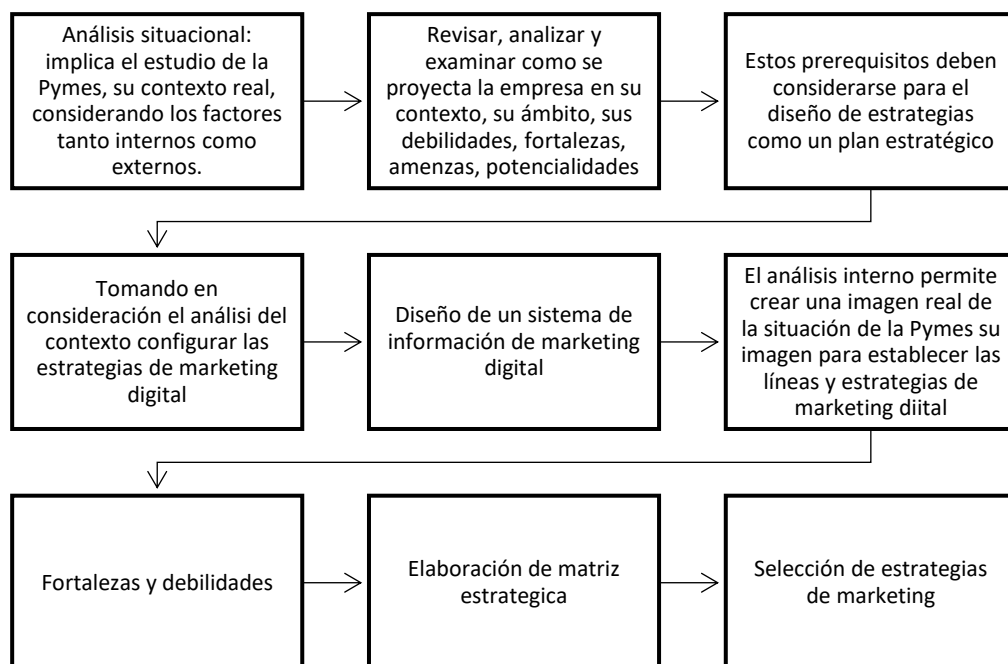 Análisis situacional:
implica el estudio de la
Pymes, su contexto real,
considerando los factores
tanto internos como
externos.
Revisar, analizar y
examinar como se
proyecta la empresa en su
contexto, su ámbito, sus
debilidades, fortalezas,
amenzas, potencialidades
Estos prerequisitos deben
considerarse para el
diseño de estrategias
como un plan estratégico
Tomando en
consideración el análisi del
contexto configurar las
estrategias de marketing
digital
Diseño de un sistema de
información de marketing
digital
El análisis interno permite
crear una imagen real de
la situación de la Pymes su
imagen para establecer las
líneas y estrategias de
marketing diital
Fortalezas y debilidades
Elaboración de matriz
estrategica
Selección de estrategias
de marketing